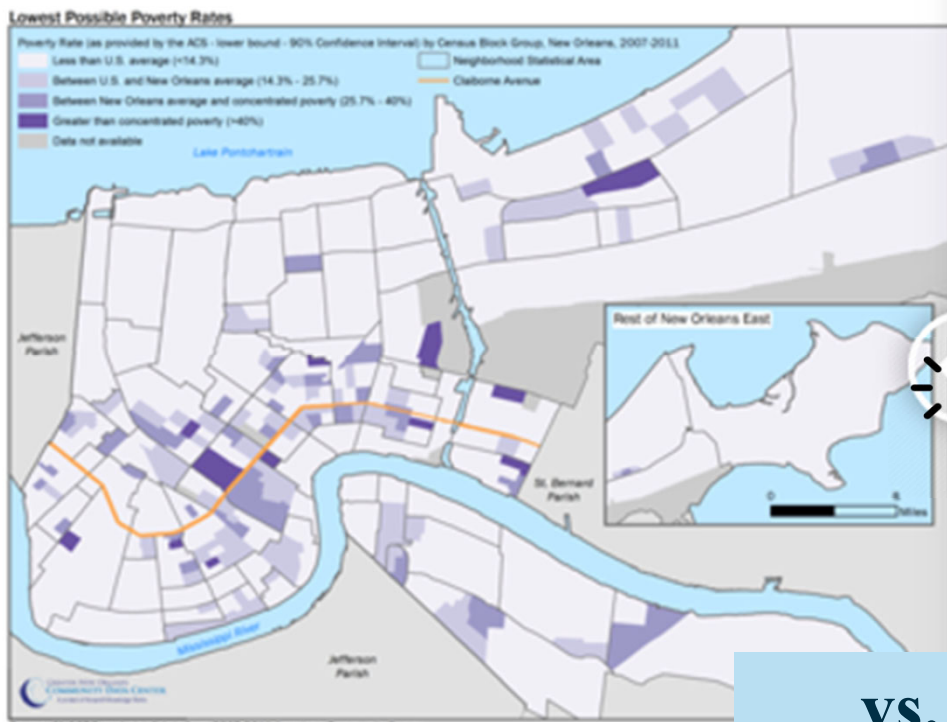 Lowest Possible Poverty Rates
Poverty Rate (as provided by the ACS - lower bound - 90% Confidence Interval) by Census Block Group, New Orleans, 2007-2011
Less than U.S. average (<14.3%)
Between U.S. and New Orleans average (14.3% - 25.7%)
Between New Orleans average and concentrated poverty (25.7% - 40%)
Greater than concentrated poverty (>40%)
Data not available
Neighborhood Statistical Area
Claiborne Avenue
Lake Pontchartrain
Jefferson
Parish
Rest of New Orleans East
0 6
Miles
St. Bernard
Parish
Mississippi River
Jefferson
Parish
COMMUNITY DATA CENTER
vs.